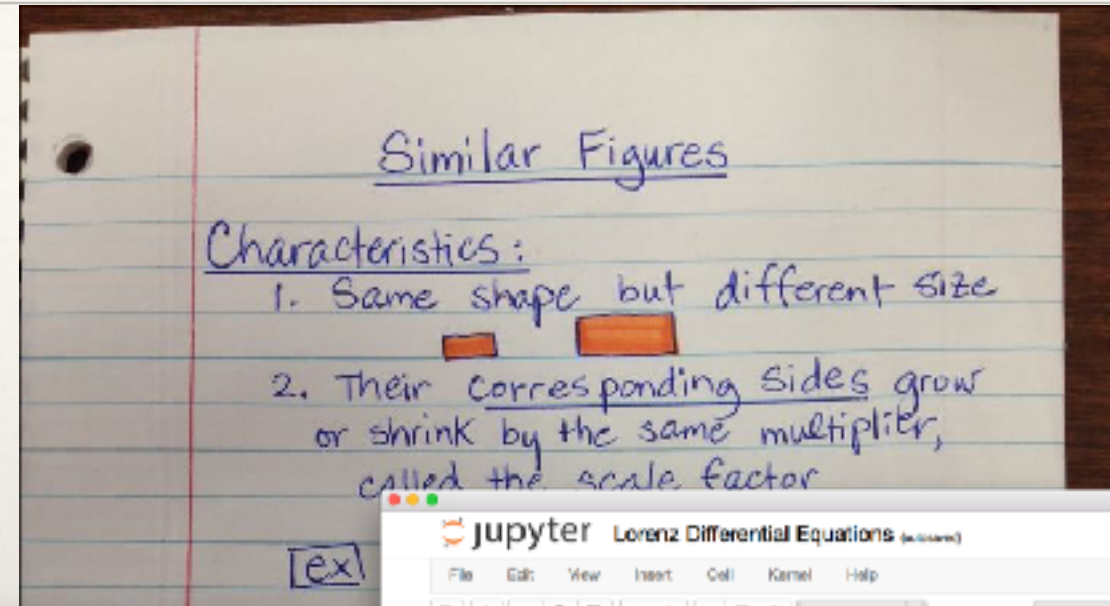 Similar Figures
Characteristics:
1. Same shape but different size
2. Their corresponding sides grow
or shrink by the same multiplier,
called the scale factor
ex
jupyter Lorenz Differential Equations (autosaved)
File Edit View Insert Cell Kernel Help